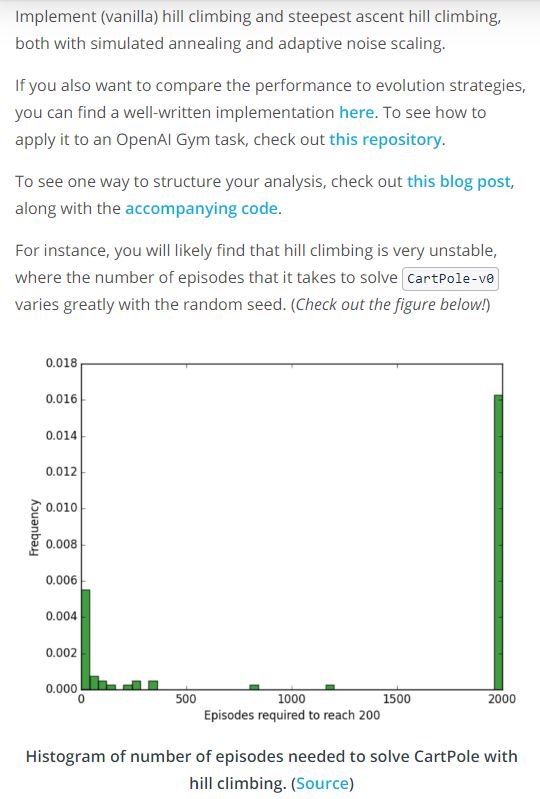 Implement (vanilla) hill climbing and steepest ascent hill climbing,
both with simulated annealing and adaptive noise scaling.
If you also want to compare the performance to evolution strategies,
you can find a well-written implementation here. To see how to
apply it to an OpenAI Gym task, check out this repository.
To see one way to structure your analysis, check out this blog post,
along with the accompanying code.
For instance, you will likely find that hill climbing is very unstable,
where the number of episodes that it takes to solve CartPole-v0
varies greatly with the random seed. (Check out the figure below!)
0.018
0.016
0.014
0.012
0.010
0.008
0.006
0.004
0.002
0.000
Frequency
0 500 1000 1500 2000
Episodes required to reach 200
Histogram of number of episodes needed to solve CartPole with
hill climbing. (Source)